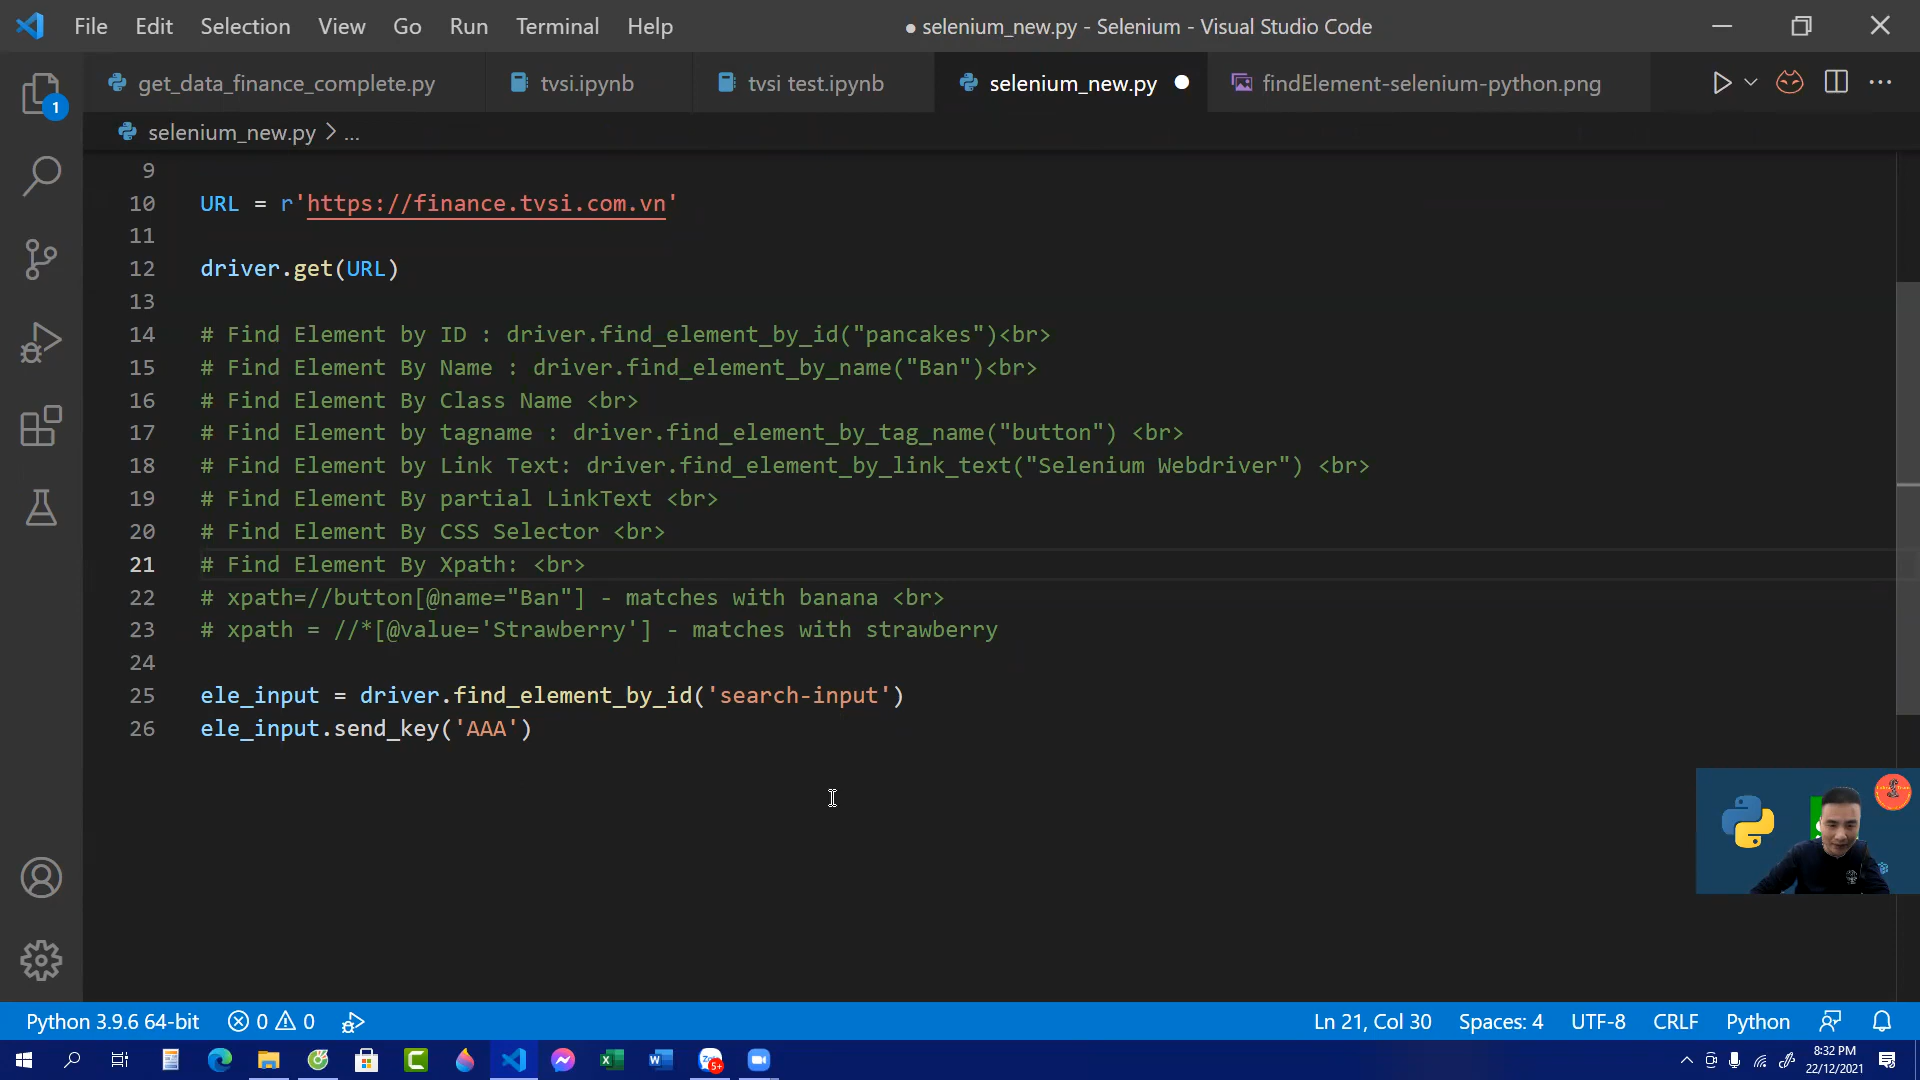 File Edit Selection View Go Run Terminal Help
● selenium_new.py - Selenium - Visual Studio Code
get_data_finance_complete.py
tvsi.ipynb
tvsi test.ipynb
selenium_new.py
findElement-selenium-python.png
1
selenium_new.py > ...
9
10 URL = r'https://finance.tvsi.com.vn'
11
12 driver.get(URL)
13
14 # Find Element by ID : driver.find_element_by_id("pancakes")<br>
15 # Find Element By Name : driver.find_element_by_name("Ban")<br>
16 # Find Element By Class Name <br>
17 # Find Element by tagname : driver.find_element_by_tag_name("button") <br>
18 # Find Element by Link Text: driver.find_element_by_link_text("Selenium Webdriver") <br>
19 # Find Element By partial LinkText <br>
20 # Find Element By CSS Selector <br>
21 # Find Element By Xpath: <br>
22 # xpath=//button[@name="Ban"] - matches with banana <br>
23 # xpath = //*[@value='Strawberry'] - matches with strawberry
24
25 ele_input = driver.find_element_by_id('search-input')
26 ele_input.send_key('AAA')
Python 3.9.6 64-bit 0 0
Ln 21, Col 30 Spaces: 4 UTF-8 CRLF Python
8:32 PM
22/12/2021